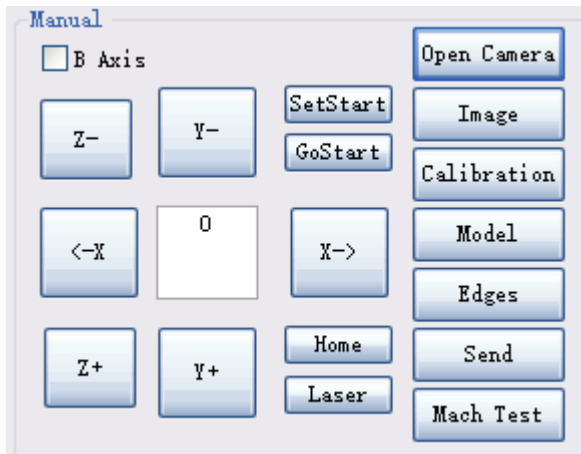 Manual
B Axis
Open Camera
Z-
Y-
SetStart
GoStart
Image
Calibration
<-X
0
X->
Model
Edges
Z+
Y+
Home
Laser
Send
Mach Test